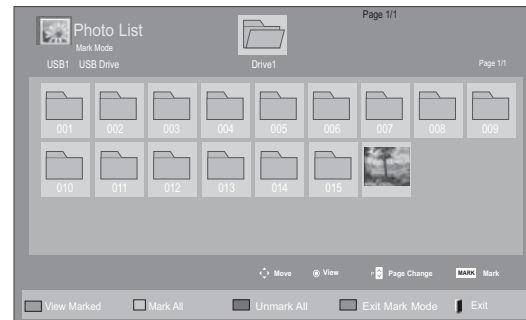 Page 1/1
Photo List
Mark Mode
USB1 USB Drive Drive1 Page 1/1
001 002 003 004 005 006 007 008 009
010 011 012 013 014 015
Move View P Page Change MARK Mark
View Marked Mark All Unmark All Exit Mark Mode Exit